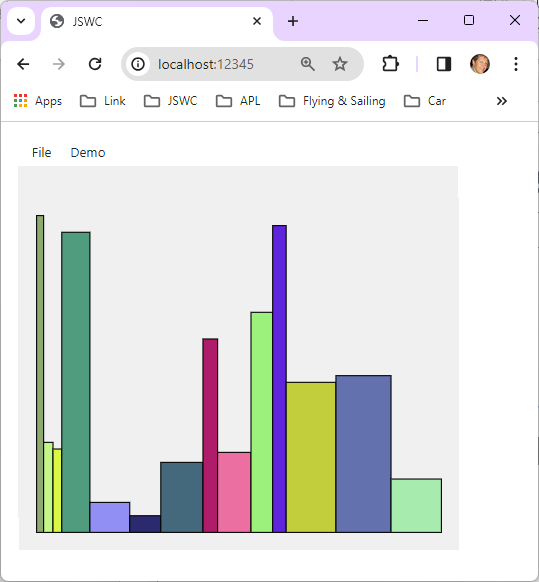 JSWC
localhost:12345
Apps Link JSWC APL Flying & Sailing Car
File Demo